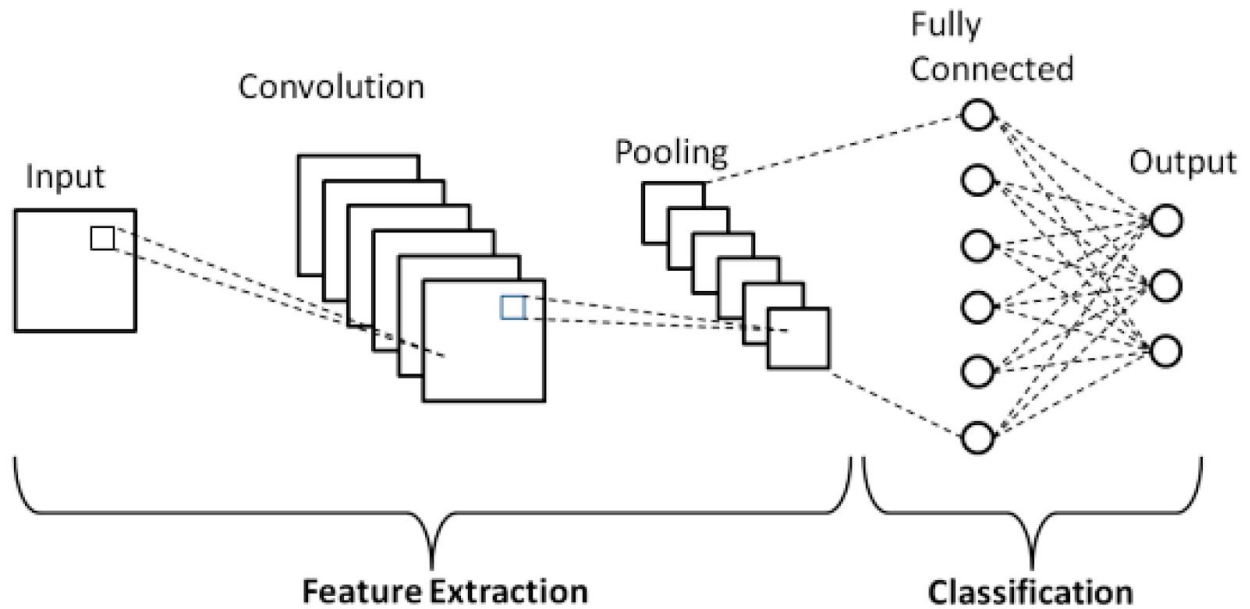 Input
Convolution
Pooling
Fully
Connected
Output
Feature Extraction
Classification